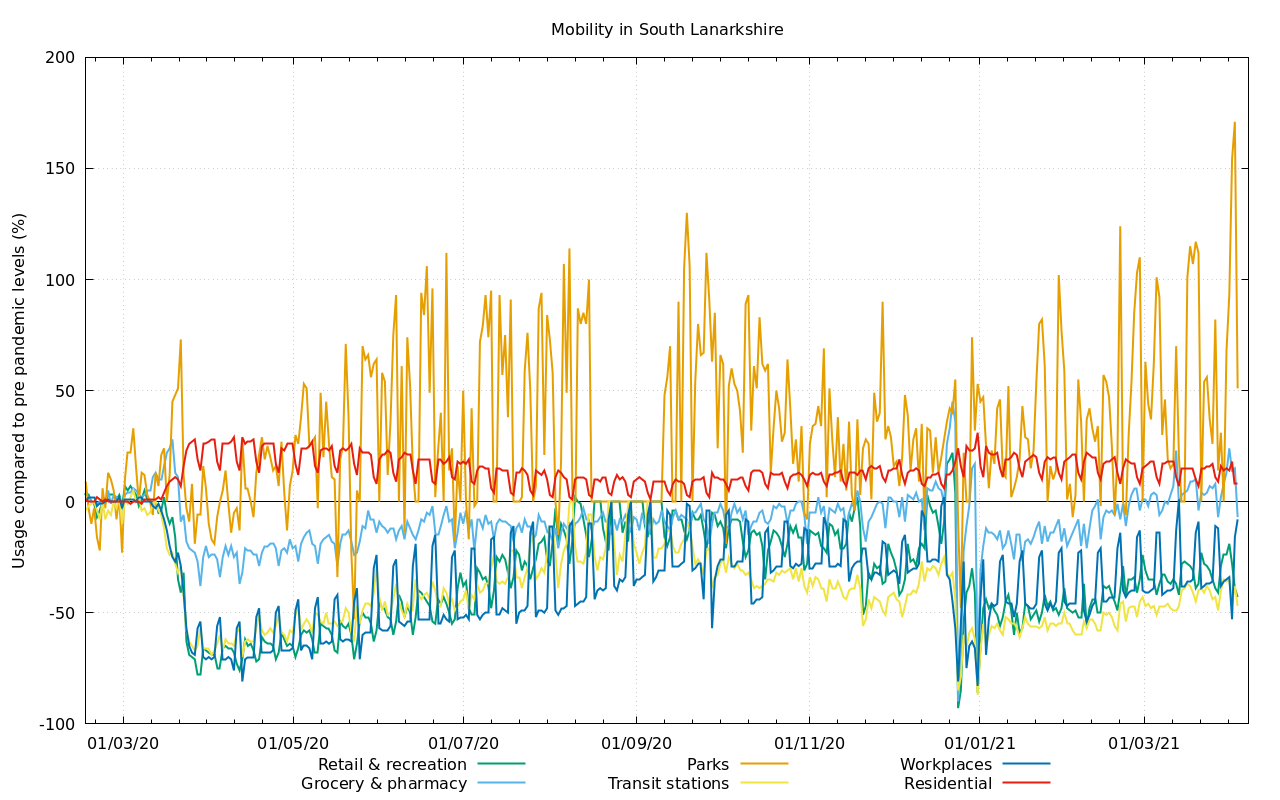 Mobility in South Lanarkshire
Usage compared to pre pandemic levels (%)
200
150
100
50
0
-50
-100
01/03/20 01/05/20 01/07/20 01/09/20 01/11/20 01/01/21 01/03/21
Retail & recreation Parks Workplaces
Grocery & pharmacy Transit stations Residential